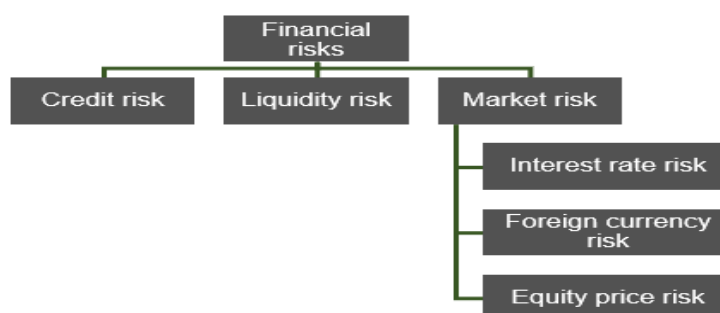 Financial
risks
Credit risk
Liquidity risk
Market risk
Interest rate risk
Foreign currency
risk
Equity price risk